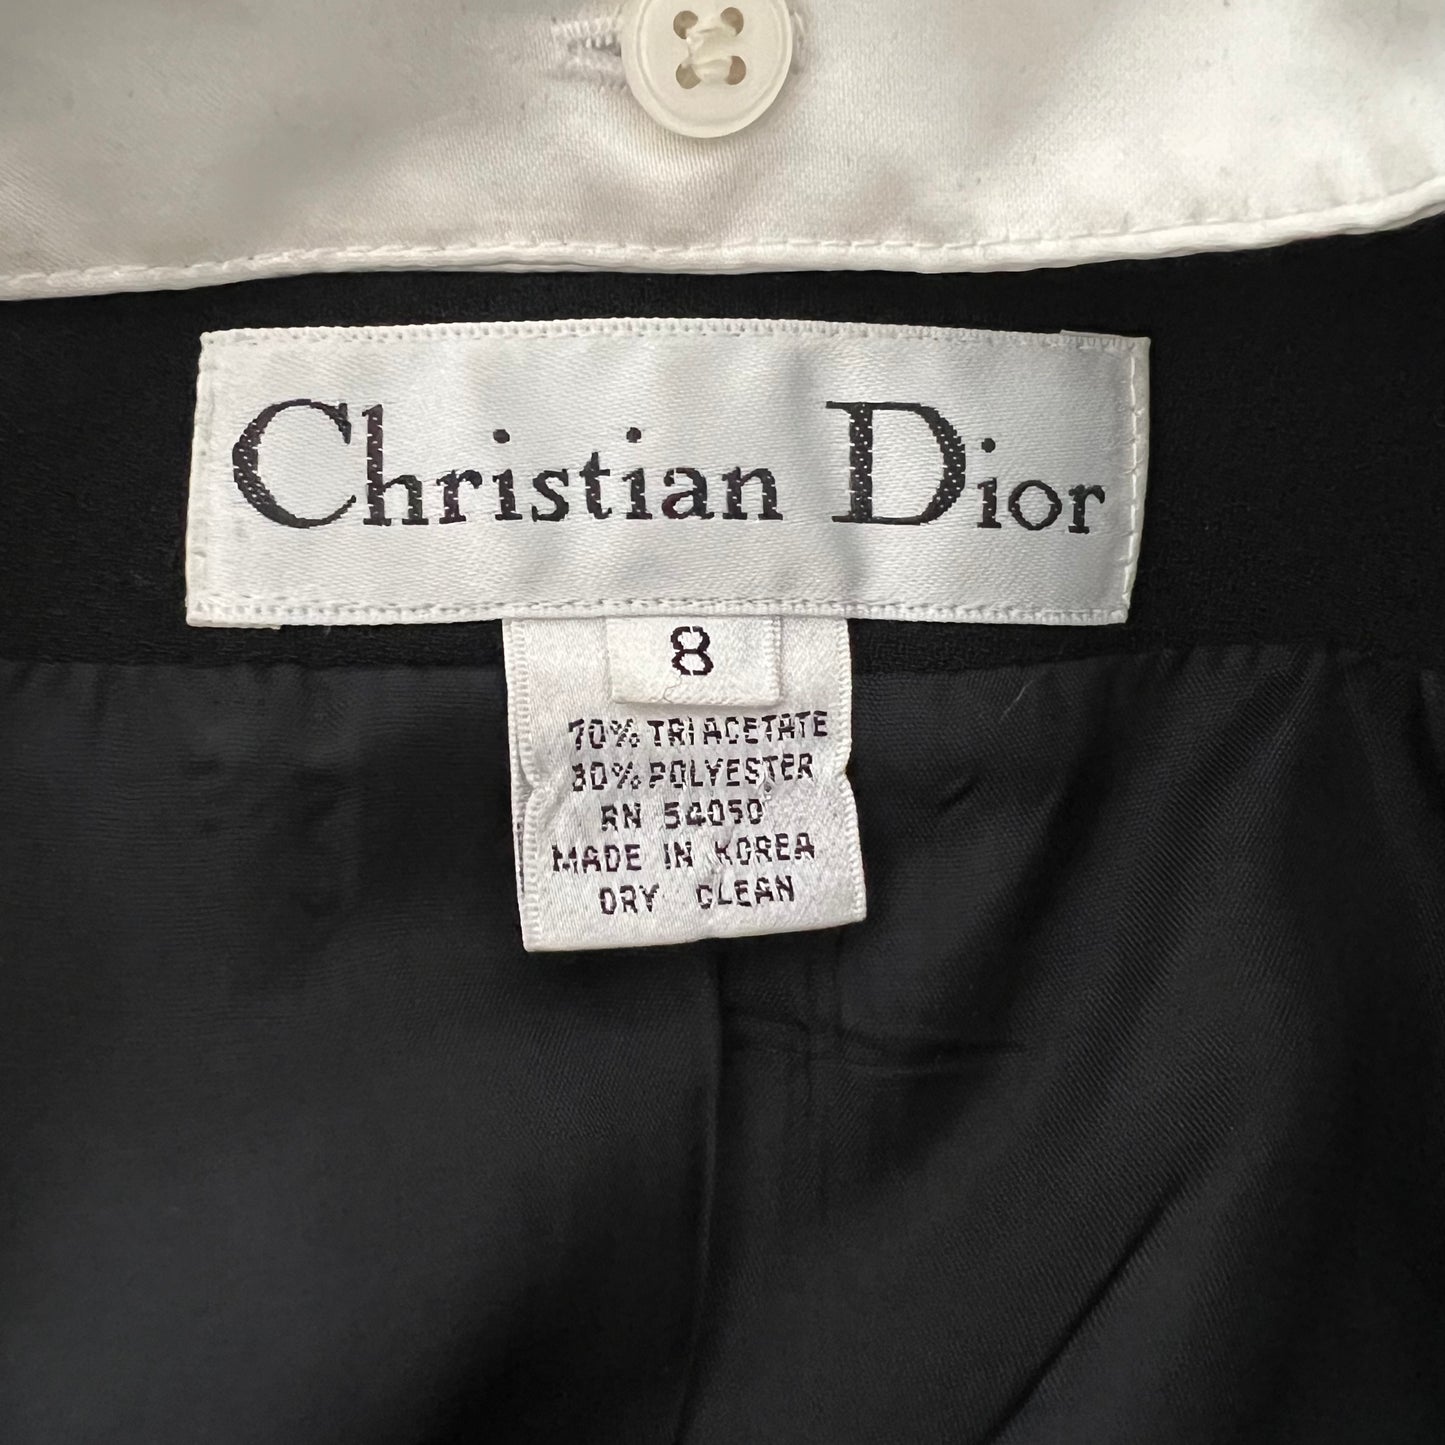 Christian Dior
8
70% TRIACETATE
30% POLYESTER
RN 54050
MADE IN KOREA
DRY CLEAN